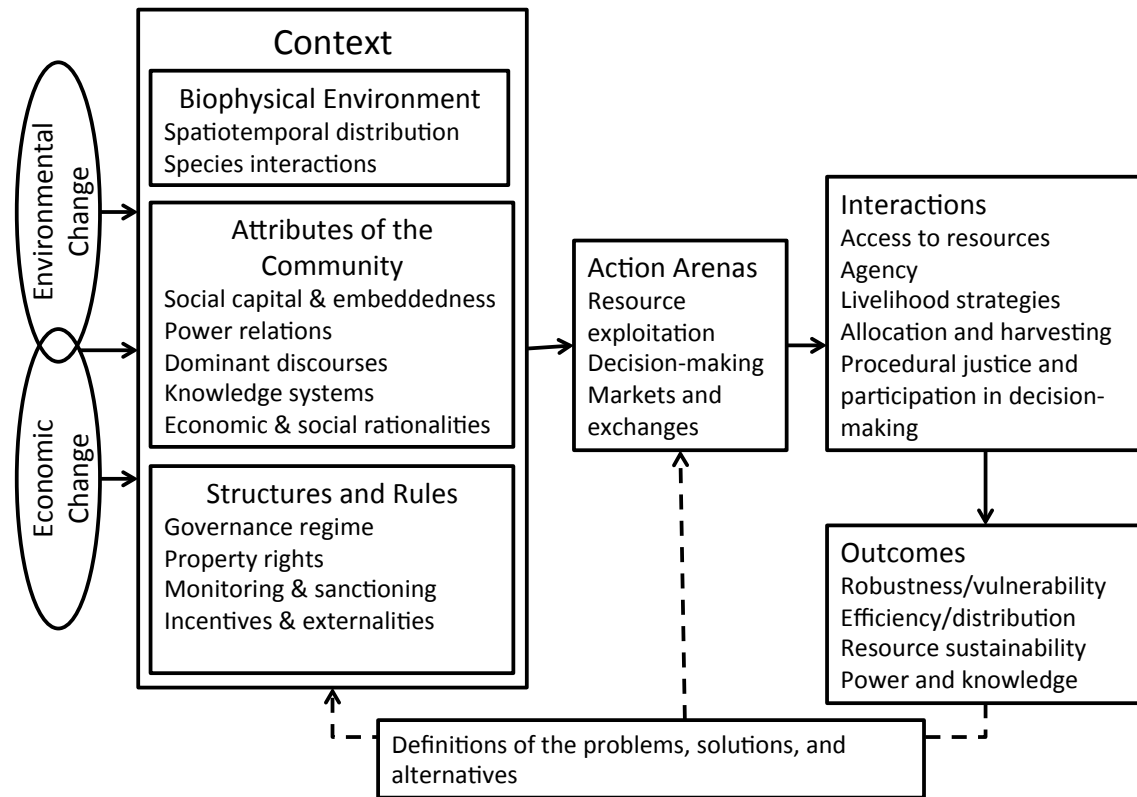 Environmental
Change
Economic
Change
Context
Biophysical Environment
Spatiotemporal distribution
Species interactions
Attributes of the
Community
Social capital & embeddedness
Power relations
Dominant discourses
Knowledge systems
Economic & social rationalities
Structures and Rules
Governance regime
Property rights
Monitoring & sanctioning
Incentives & externalities
Action Arenas
Resource
exploitation
Decision-making
Markets and
exchanges
Interactions
Access to resources
Agency
Livelihood strategies
Allocation and harvesting
Procedural justice and
participation in decision-
making
Outcomes
Robustness/vulnerability
Efficiency/distribution
Resource sustainability
Power and knowledge
Definitions of the problems, solutions, and
alternatives